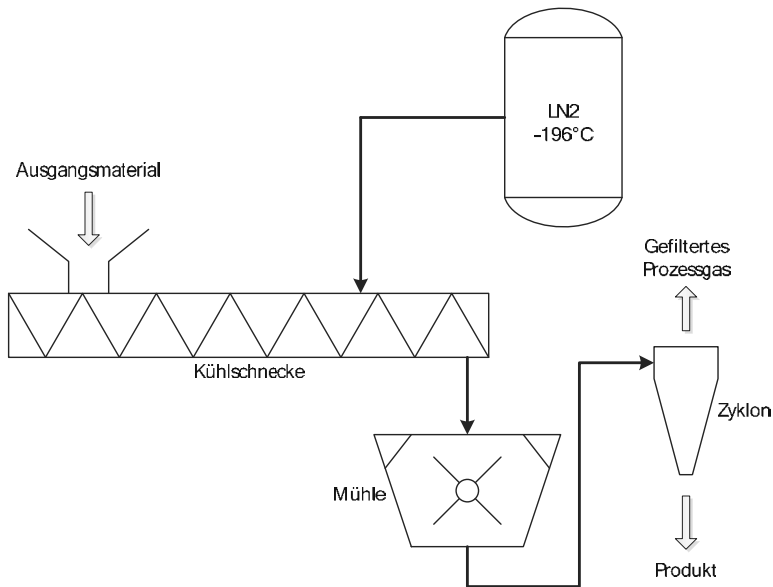 LN2
-196°C
Ausgangsmaterial
Gefiltertes
Prozessgas
Kühlschnecke
Zyklon
Mühle
Produkt